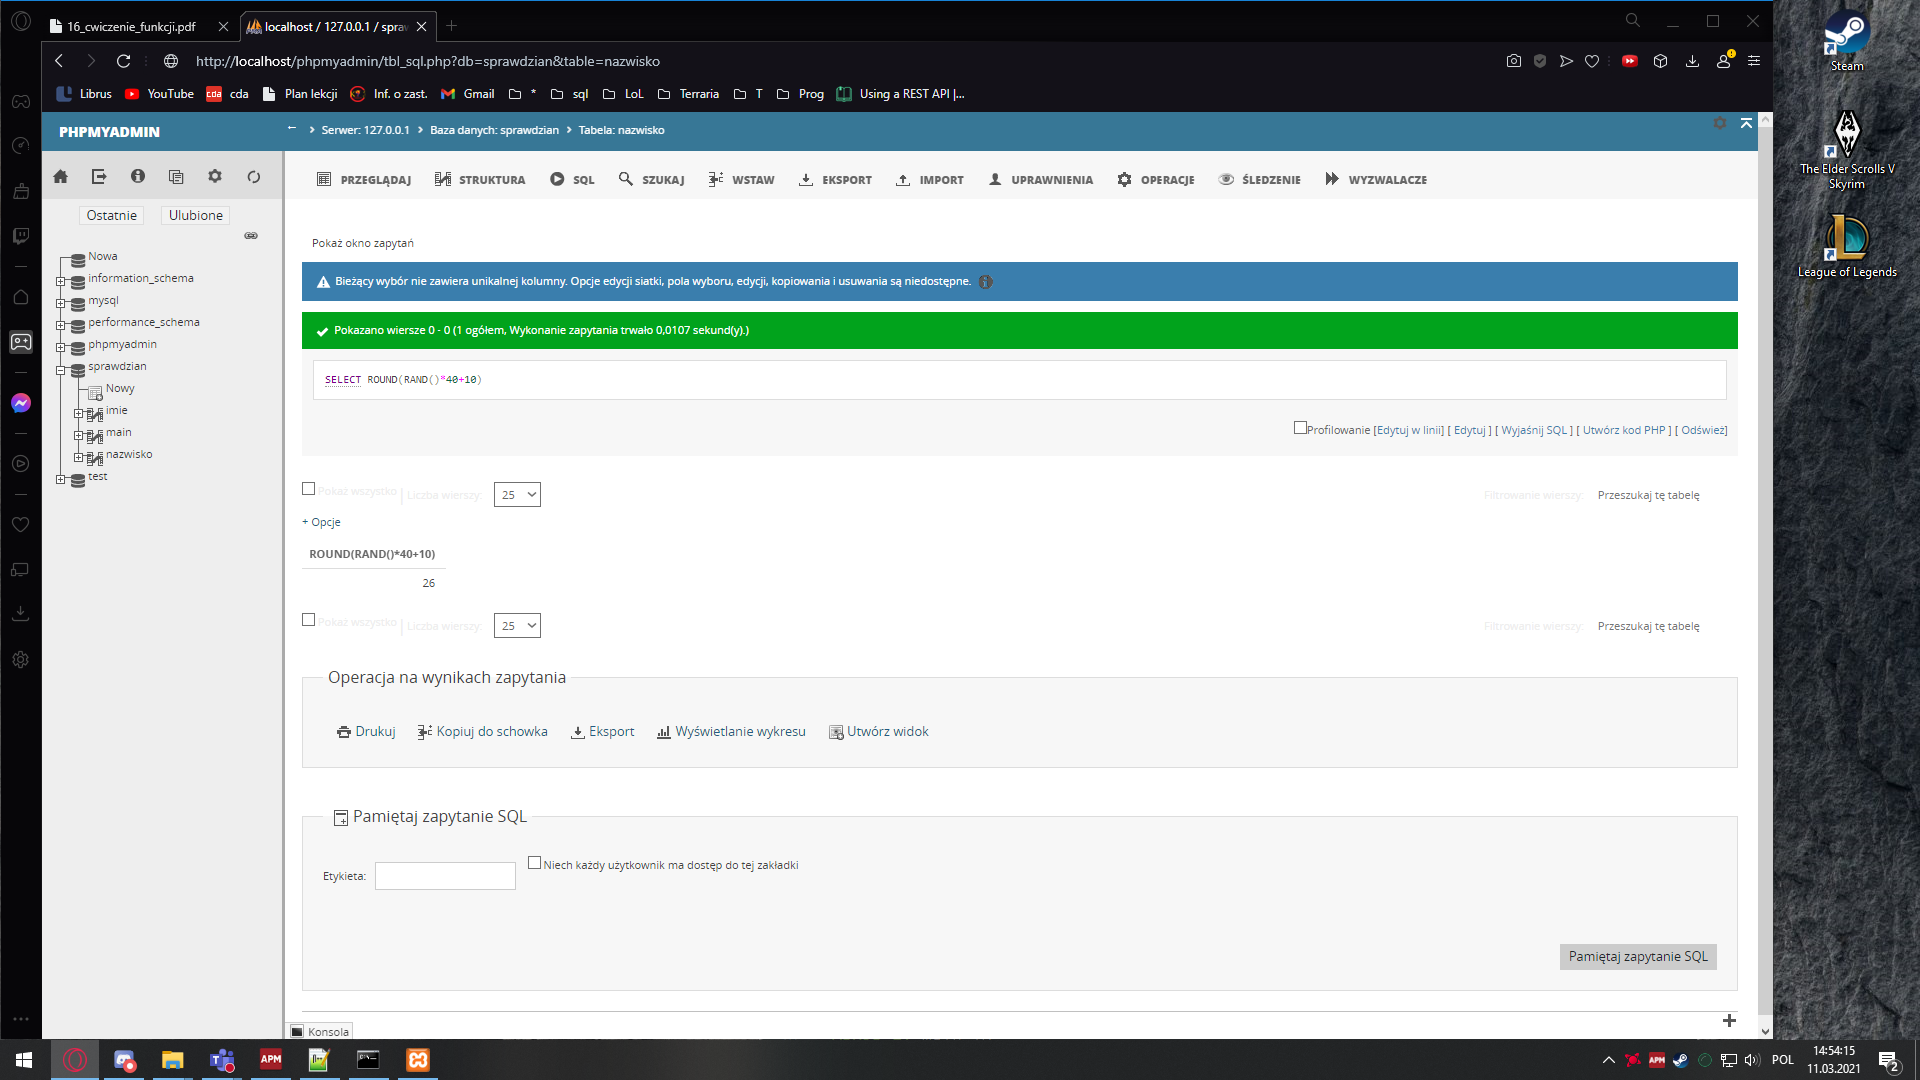 16_cwiczenie_funkcji.pdf
localhost / 127.0.0.1 / spraw
http://localhost/phpmyadmin/tbl_sql.php?db=sprawdzian&table=nazwisko
Librus YouTube cda cda Plan lekcji Inf. o zast. Gmail * sql LoL Terraria T Prog Using a REST API |...
PHPMYADMIN
← › Serwer: 127.0.0.1 › Baza danych: sprawdzian › Tabela: nazwisko
PRZEGLĄDAJ STRUKTURA SQL SZUKAJ WSTAW EKSPORT IMPORT UPRAWNIENIA OPERACJE ŚLEDZENIE WYZWALACZE
Ostatnie Ulubione
Nowa
information_schema
mysql
performance_schema
phpmyadmin
sprawdzian
Nowy
imie
main
nazwisko
test
Pokaż okno zapytań
Bieżący wybór nie zawiera unikalnej kolumny. Opcje edycji siatki, pola wyboru, edycji, kopiowania i usuwania są niedostępne.
Pokazano wiersze 0 - 0 (1 ogółem, Wykonanie zapytania trwało 0,0107 sekund(y).)
SELECT ROUND(RAND()*40+10)
Profilowanie [Edytuj w linii] [ Edytuj ] [ Wyjaśnij SQL ] [ Utwórz kod PHP ] [ Odśwież]
Pokaż wszystko | Liczba wierszy: 25 Filtrowanie wierszy: Przeszukaj tę tabelę
+ Opcje
ROUND(RAND()*40+10)
26
Pokaż wszystko | Liczba wierszy: 25 Filtrowanie wierszy: Przeszukaj tę tabelę
Operacja na wynikach zapytania
Drukuj Kopiuj do schowka Eksport Wyświetlanie wykresu Utwórz widok
Pamiętaj zapytanie SQL
Etykieta: Niech każdy użytkownik ma dostęp do tej zakładki
Pamiętaj zapytanie SQL
Konsola
Steam
The Elder Scrolls V
Skyrim
League of Legends
APM
APM
POL
14:54:15
11.03.2021
2